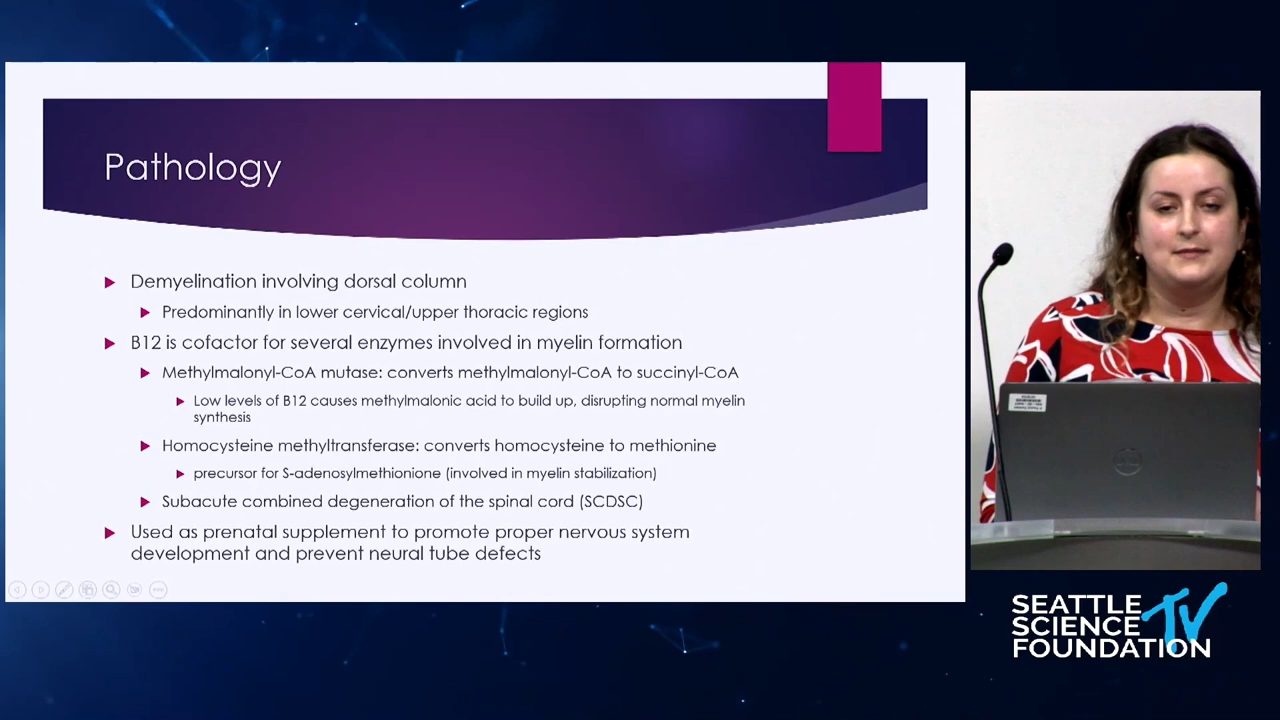 Pathology
Demyelination involving dorsal column
Predominantly in lower cervical/upper thoracic regions
B12 is cofactor for several enzymes involved in myelin formation
Methylmalonyl-CoA mutase: converts methylmalonyl-CoA to succinyl-CoA
Low levels of B12 causes methylmalonic acid to build up, disrupting normal myelin
synthesis
Homocysteine methyltransferase: converts homocysteine to methionine
precursor for S-adenosylmethionione (involved in myelin stabilization)
Subacute combined degeneration of the spinal cord (SCDSC)
Used as prenatal supplement to promote proper nervous system
development and prevent neural tube defects
SEATTLE
SCIENCE TV
FOUNDATION